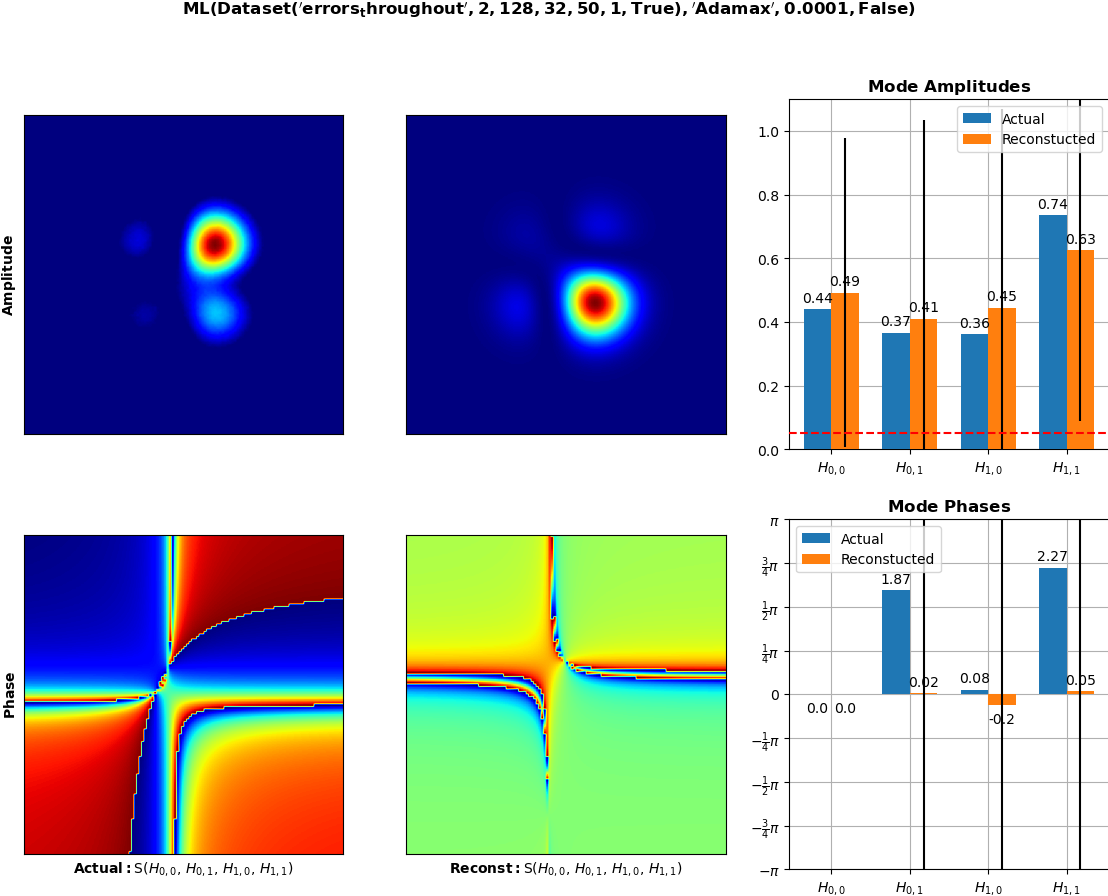 ML(Dataset('errors_throughout', 2, 128, 32, 50, 1, True), 'Adamax', 0.0001, False)
Amplitude
Mode Amplitudes
Actual
Reconstucted
1.0
0.8
0.6
0.4
0.2
0.0
0.44
0.49
0.37
0.41
0.36
0.45
0.74
0.63
H0,0
H0,1
H1,0
H1,1
Phase
Actual: S(H0,0, H0,1, H1,0, H1,1)
Reconst: S(H0,0, H0,1, H1,0, H1,1)
Mode Phases
Actual
Reconstucted
π
3/4π
1/2π
1/4π
0
−1/4π
−1/2π
−3/4π
−π
0.0
0.0
1.87
0.02
0.08
-0.2
2.27
0.05
H0,0
H0,1
H1,0
H1,1